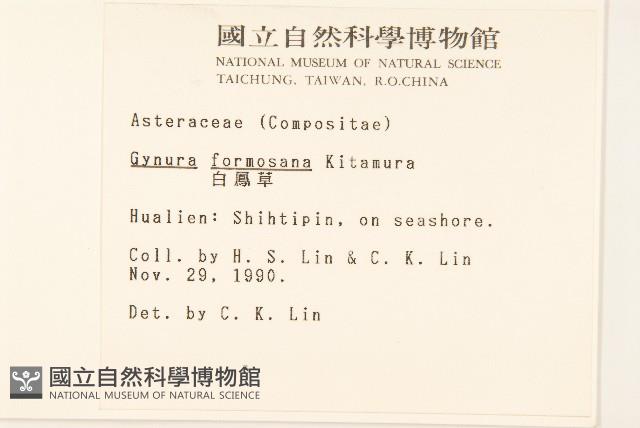 國立自然科學博物館
NATIONAL MUSEUM OF NATURAL SCIENCE
TAICHUNG, TAIWAN, R.O.CHINA
Asteraceae (Compositae)
Gynura formosana Kitamura
白鳳草
Hualien: Shihtipin, on seashore.
Coll. by H. S. Lin & C. K. Lin
Nov. 29, 1990.
Det. by C. K. Lin
國立自然科學博物館
NATIONAL MUSEUM OF NATURAL SCIENCE